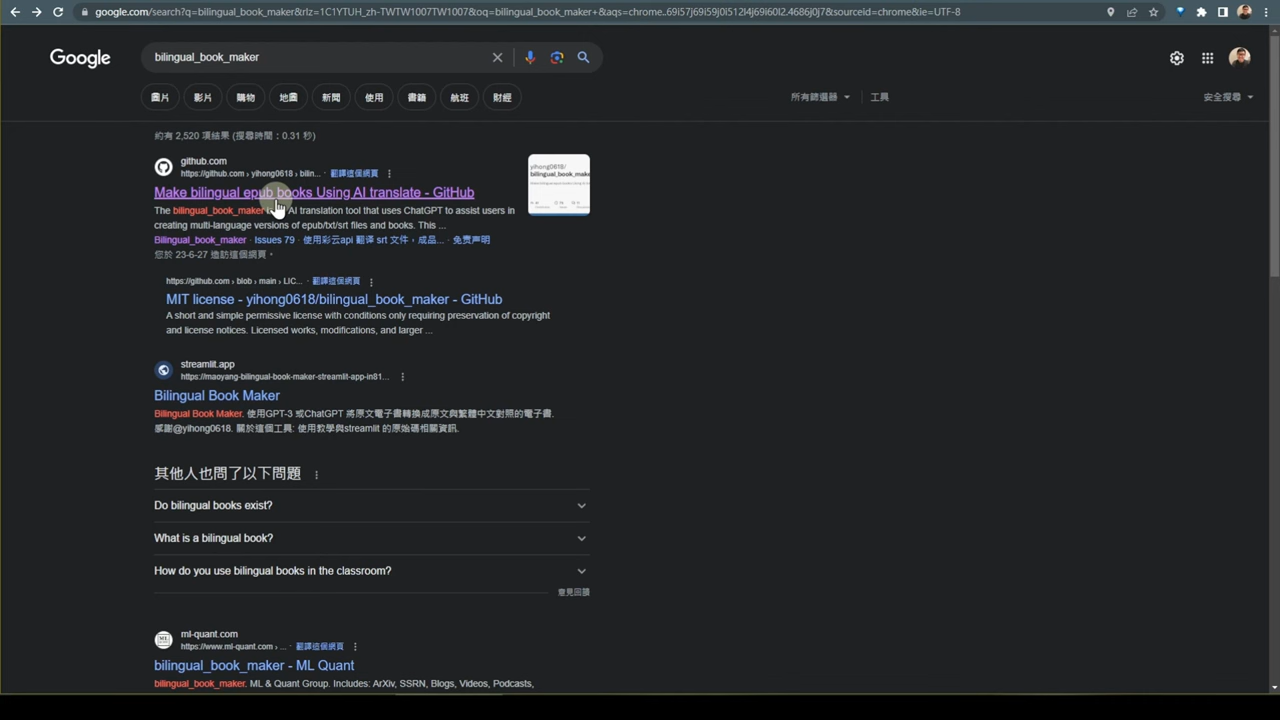 google.com/search?q=bilingual_book_maker&rlz=1C1YTUH_zh-TWTW1007TW1007&oq=bilingual_book_maker+&aqs=chrome..69i57j69i59j0i512l4j69i60l2.4686j0j7&sourceid=chrome&ie=UTF-8
Google
bilingual_book_maker
圖片 影片 購物 地圖 新聞 使用 書籍 航班 財經 所有篩選器 工具 安全搜尋
約有 2,520 項結果 (搜尋時間：0.31 秒)
github.com
https://github.com › yihong0618 › bilin... · 翻譯這個網頁
Make bilingual epub books Using AI translate - GitHub
The bilingual_book_maker AI translation tool that uses ChatGPT to assist users in
creating multi-language versions of epub/txt/srt files and books. This ...
Bilingual_book_maker · Issues 79 · 使用彩云api 翻译 srt 文件，成品... · 免责声明
您於 23-6-27 造訪這個網頁。
yihong0618/
bilingual_book_make
https://github.com › blob › main › LIC... · 翻譯這個網頁
MIT license - yihong0618/bilingual_book_maker - GitHub
A short and simple permissive license with conditions only requiring preservation of copyright
and license notices. Licensed works, modifications, and larger ...
streamlit.app
https://maoyang-bilingual-book-maker-streamlit-app-in81...
Bilingual Book Maker
Bilingual Book Maker. 使用GPT-3 或ChatGPT 將原文電子書轉換成原文與繁體中文對照的電子書.
感謝@yihong0618. 關於這個工具: 使用教學與streamlit 的原始碼相關資訊.
其他人也問了以下問題
Do bilingual books exist?
What is a bilingual book?
How do you use bilingual books in the classroom?
意見回饋
ml-quant.com
https://www.ml-quant.com › ... · 翻譯這個網頁
bilingual_book_maker - ML Quant
bilingual_book_maker. ML & Quant Group. Includes: ArXiv, SSRN, Blogs, Videos, Podcasts,